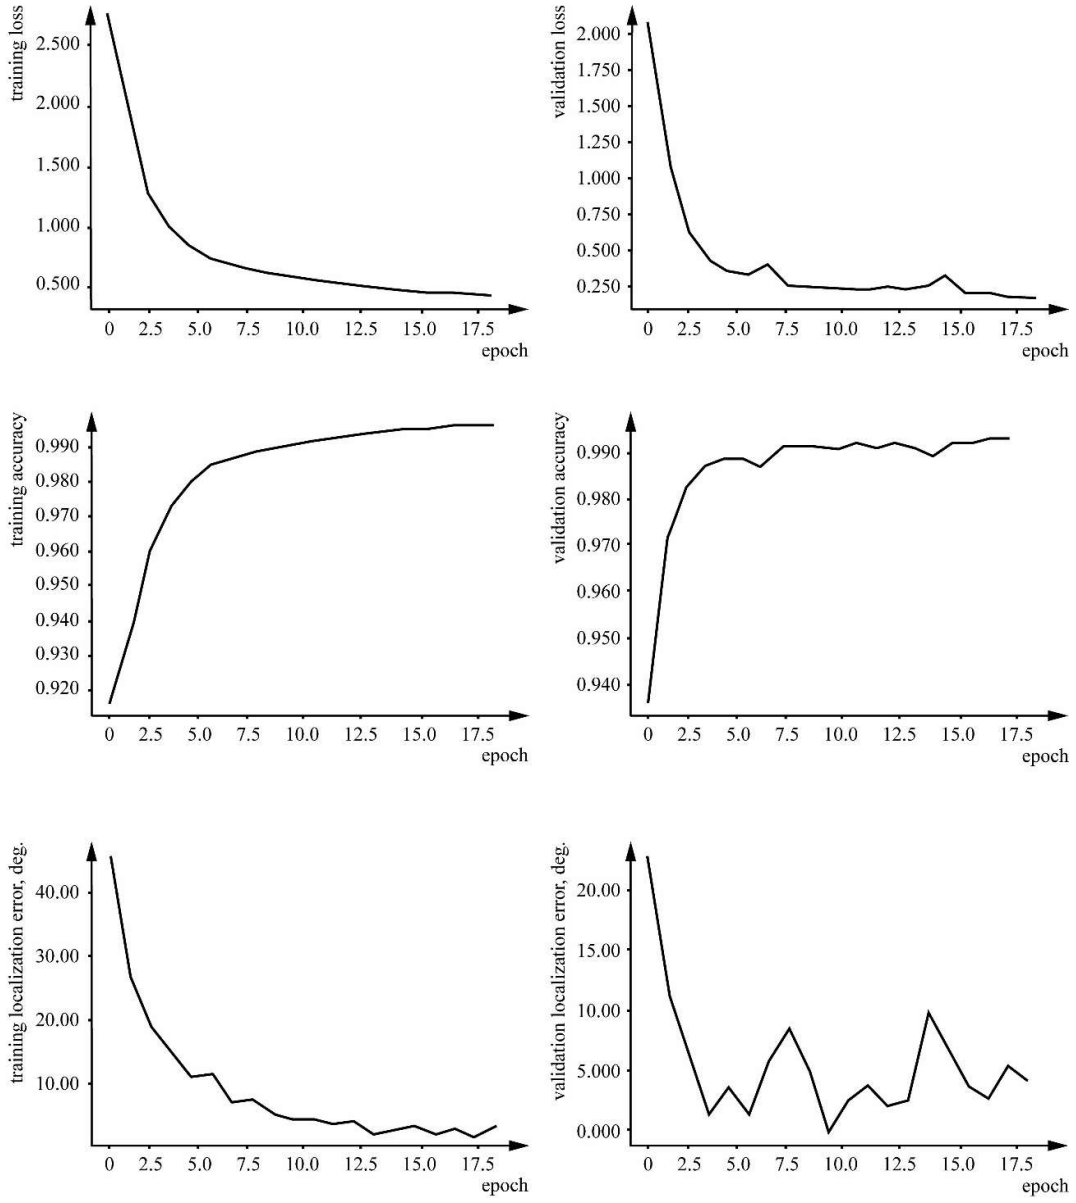 training loss
2.500
2.000
1.500
1.000
0.500
0 2.5 5.0 7.5 10.0 12.5 15.0 17.5
epoch
validation loss
2.000
1.750
1.500
1.250
1.000
0.750
0.500
0.250
0 2.5 5.0 7.5 10.0 12.5 15.0 17.5
epoch
training accuracy
0.990
0.980
0.970
0.960
0.950
0.940
0.930
0.920
0 2.5 5.0 7.5 10.0 12.5 15.0 17.5
epoch
validation accuracy
0.990
0.980
0.970
0.960
0.950
0.940
0 2.5 5.0 7.5 10.0 12.5 15.0 17.5
epoch
training localization error, deg.
40.00
30.00
20.00
10.00
0 2.5 5.0 7.5 10.0 12.5 15.0 17.5
epoch
validation localization error, deg.
20.00
15.00
10.00
5.000
0.000
0 2.5 5.0 7.5 10.0 12.5 15.0 17.5
epoch